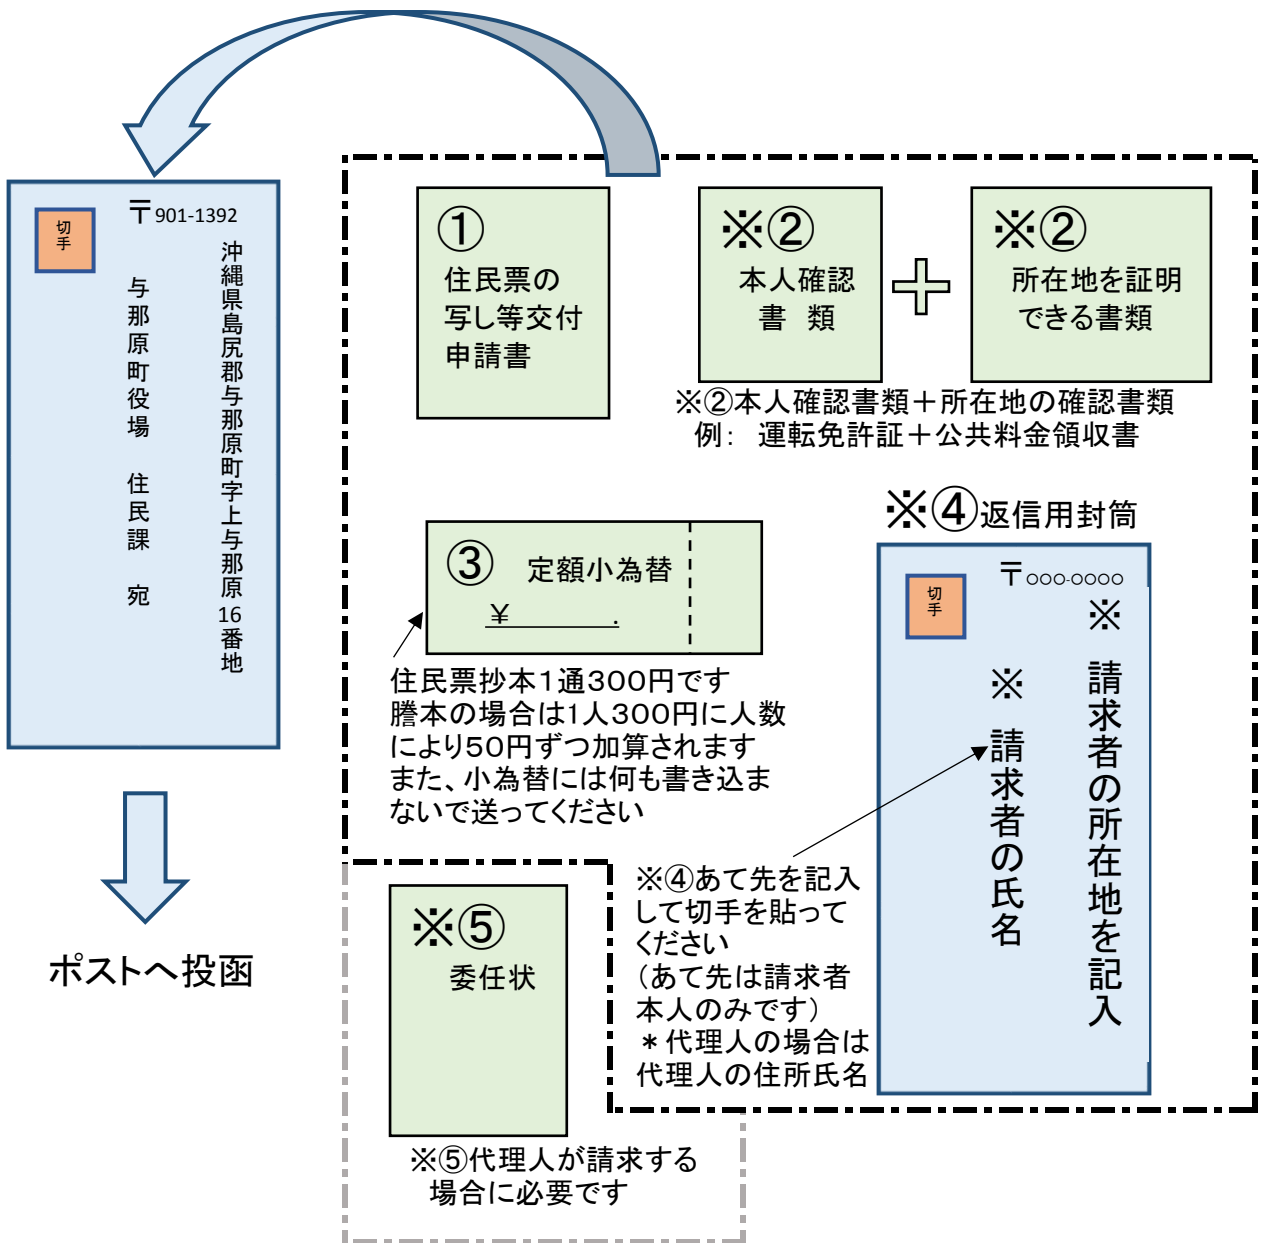 切手
〒901-1392
沖縄県島尻郡与那原町字上与那原16番地
与那原町役場 住民課 宛
ポストへ投函
①
住民票の
写し等交付
申請書
※②
本人確認
書 類
※②
所在地を証明
できる書類
※②本人確認書類＋所在地の確認書類
例： 運転免許証＋公共料金領収書
③ 定額小為替
￥ .
住民票抄本１通３００円です
謄本の場合は1人３００円に人数
により５０円ずつ加算されます
また、小為替には何も書き込ま
ないで送ってください
※④返信用封筒
切手
〒○○○-○○○○
※ 請求者の所在地を記入
※ 請求者の氏名
※④あて先を記入
して切手を貼って
ください
（あて先は請求者
本人のみです）
＊代理人の場合は
代理人の住所氏名
※⑤
委任状
※⑤代理人が請求する
場合に必要です